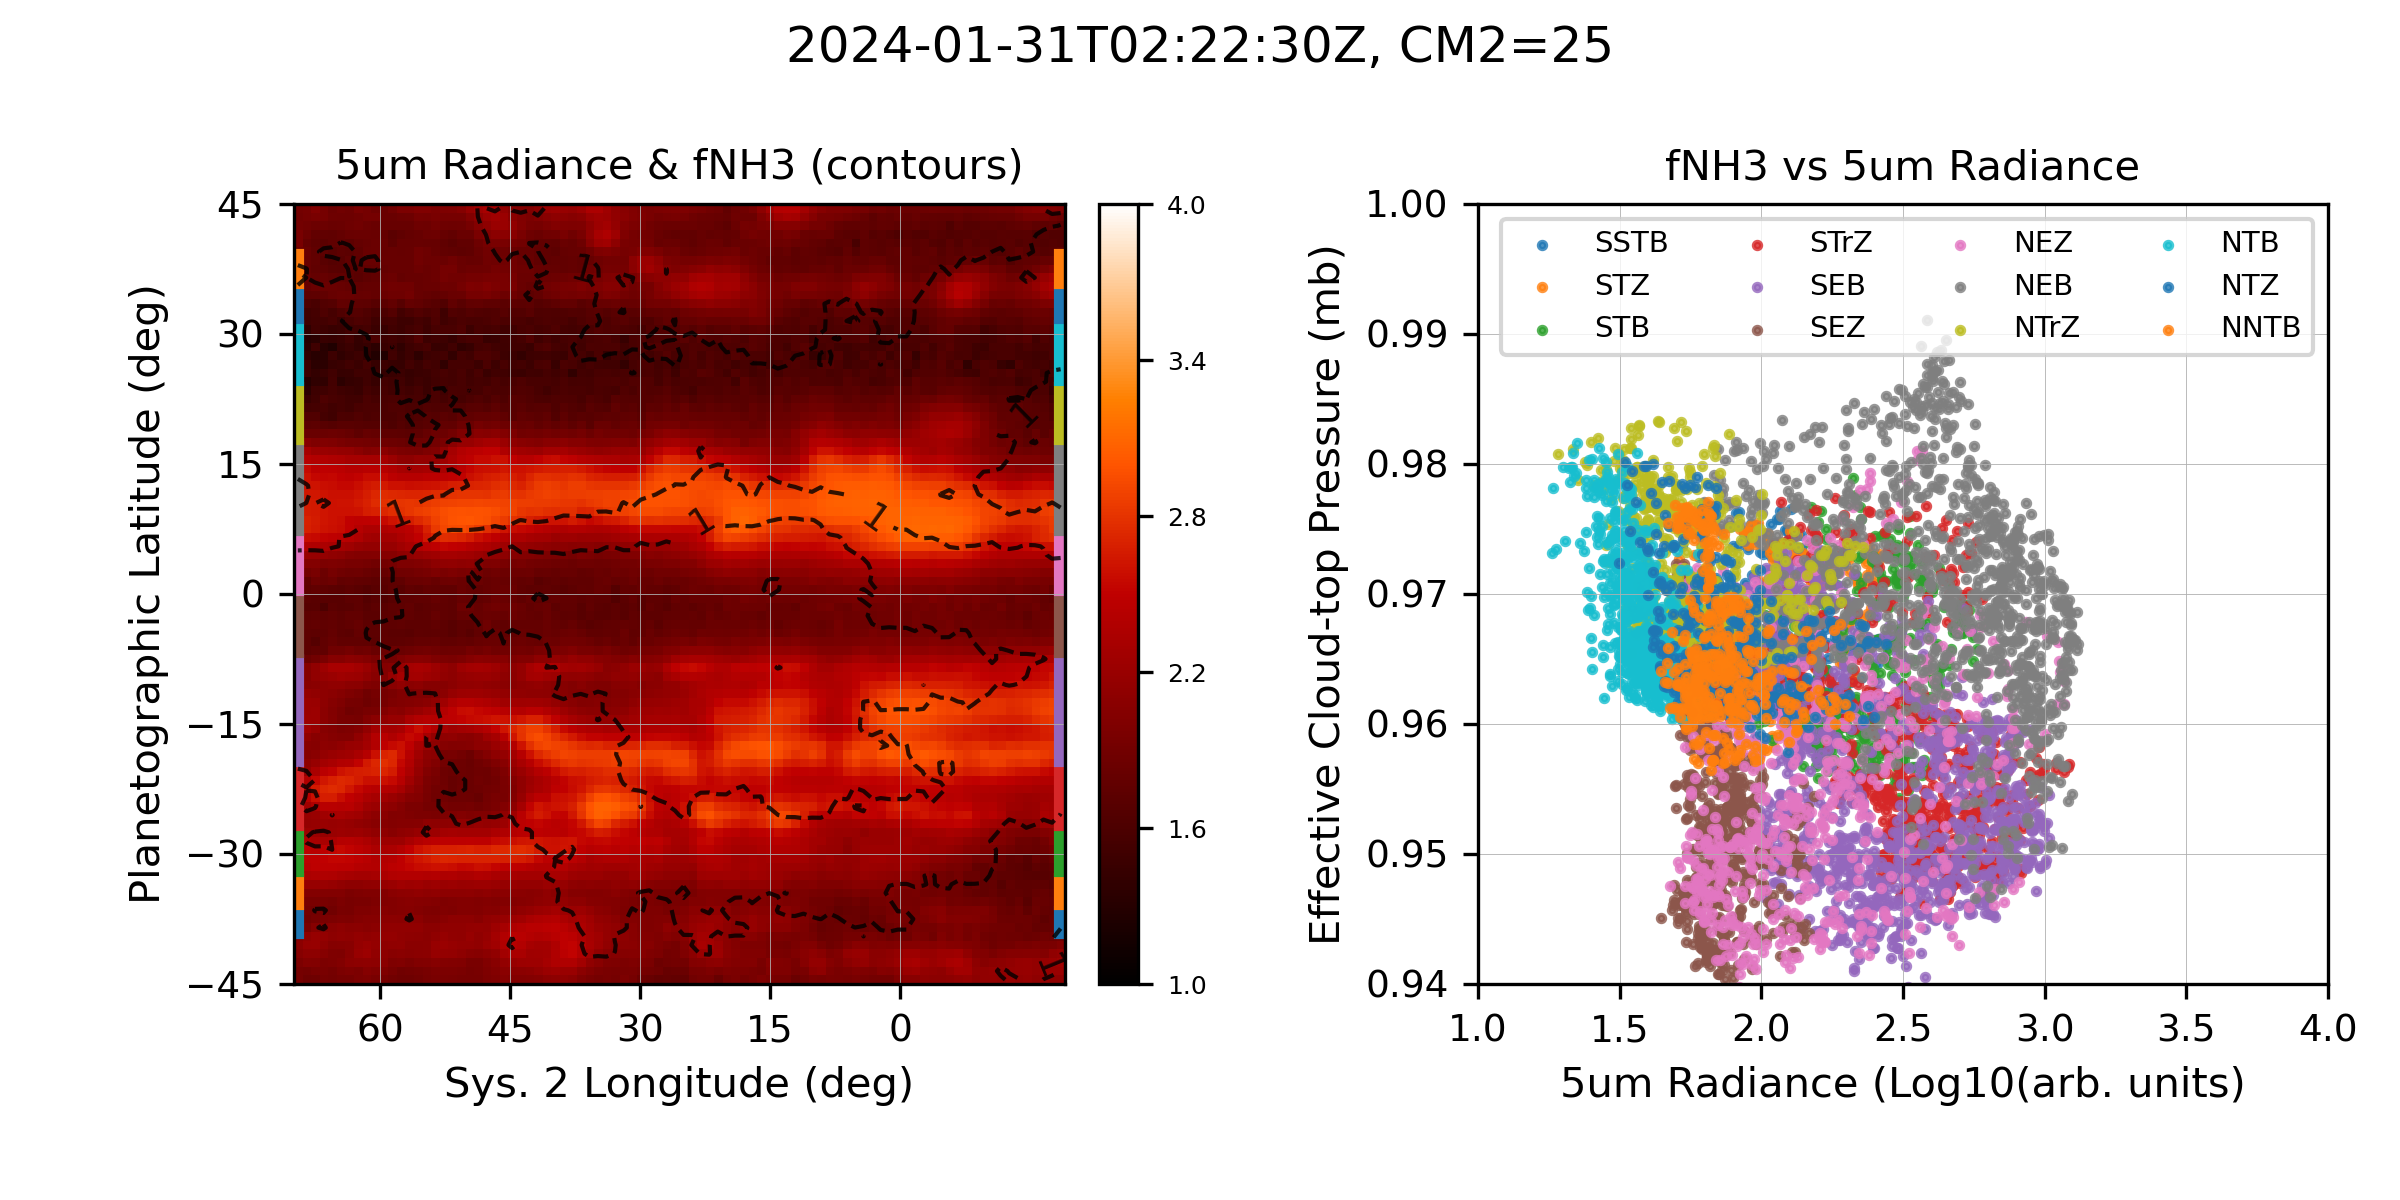 2024-01-31T02:22:30Z, CM2=25
5um Radiance & fNH3 (contours)
45
30
15
0
−15
−30
−45
Planetographic Latitude (deg)
60 45 30 15 0
Sys. 2 Longitude (deg)
1
1
1
1
1
1
4.0
3.4
2.8
2.2
1.6
1.0
fNH3 vs 5um Radiance
1.00
0.99
0.98
0.97
0.96
0.95
0.94
Effective Cloud-top Pressure (mb)
SSTB STrZ NEZ NTB
STZ SEB NEB NTZ
STB SEZ NTrZ NNTB
1.0 1.5 2.0 2.5 3.0 3.5 4.0
5um Radiance (Log10(arb. units)